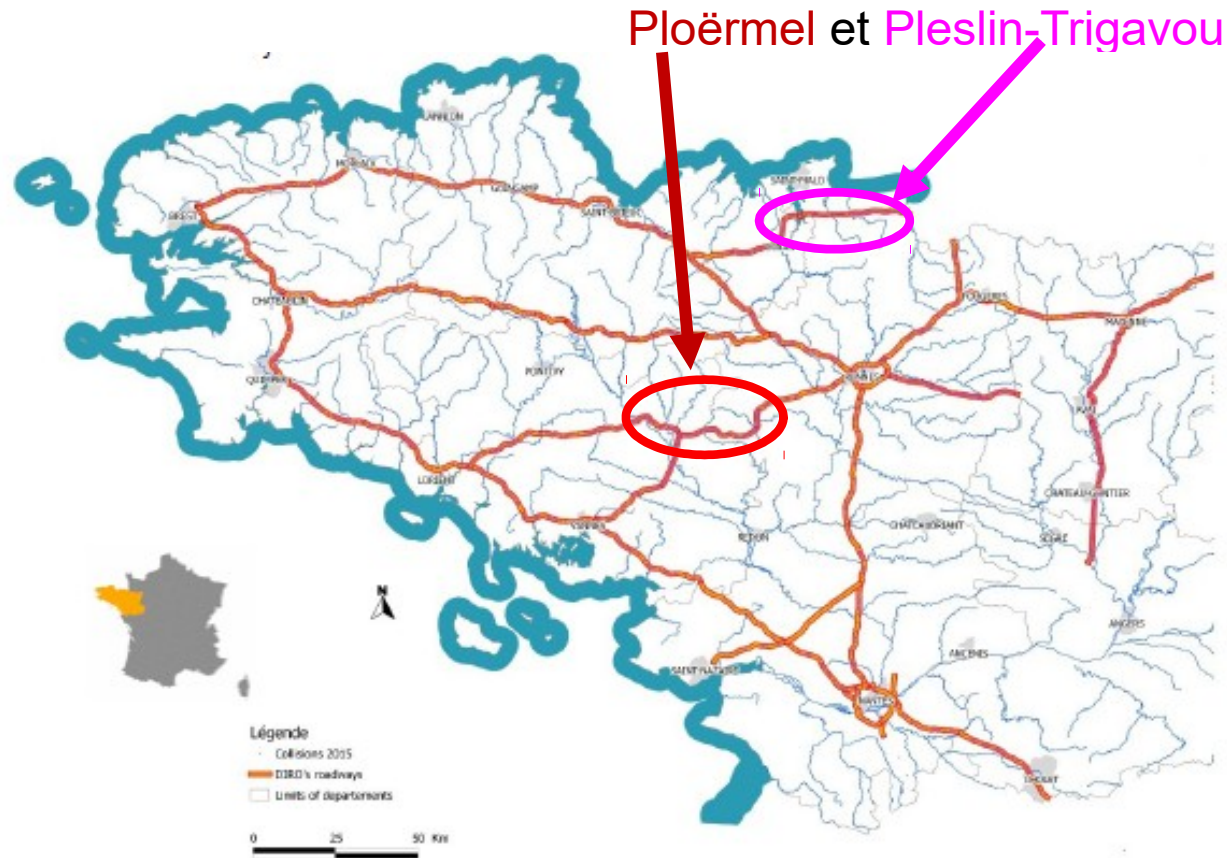 Ploërmel et Pleslin-Trigavou
LANNION
MORLAIX
GUINGAMP
SAINT-BRIEUC
SAINT-MALO
BREST
CHATEAULIN
FOUGERES
MAYENNE
PONTIVY
RENNES
QUIMPER
LAVAL
LORIENT
CHATEAU-GONTIER
VANNES
REDON
CHATEAUBRIANT
SEGRE
N
ANGERS
ANCENIS
SAINT-NAZAIRE
NANTES
CHOLET
Légende
Collisions 2015
DIRO's roadways
Limits of departements
0 25 50 Km